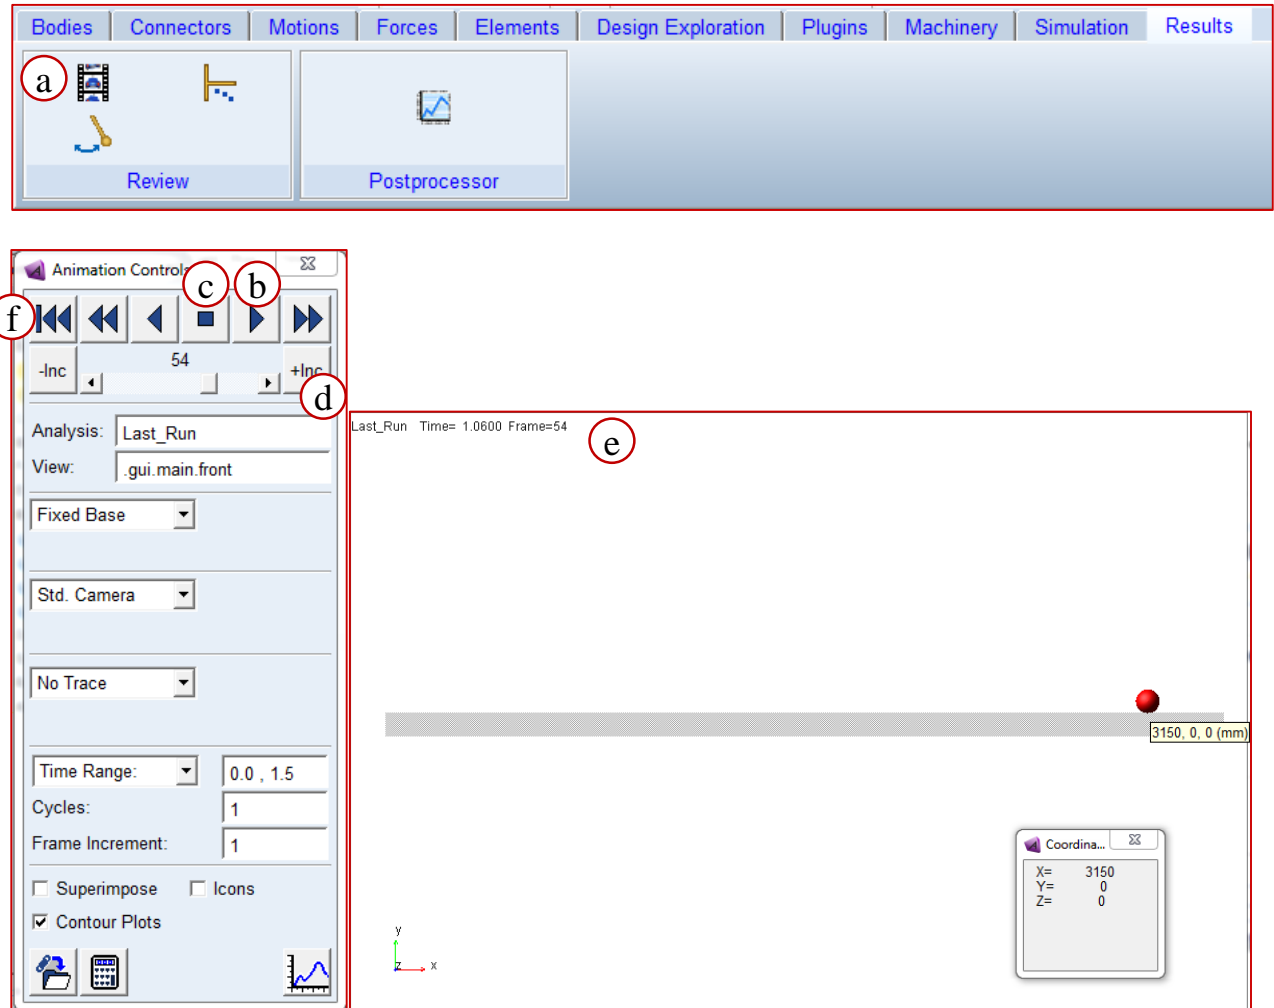 Bodies Connectors Motions Forces Elements Design Exploration Plugins Machinery Simulation Results
a
Review Postprocessor
Animation Controls
c b
f
-Inc 54 +Inc
d
Analysis: Last_Run
View: .gui.main.front
Fixed Base
Std. Camera
No Trace
Time Range: 0.0 , 1.5
Cycles: 1
Frame Increment: 1
Superimpose Icons
Contour Plots
Last_Run Time= 1.0600 Frame=54
e
3150, 0, 0 (mm)
Coordina...
X= 3150
Y= 0
Z= 0
y
z x